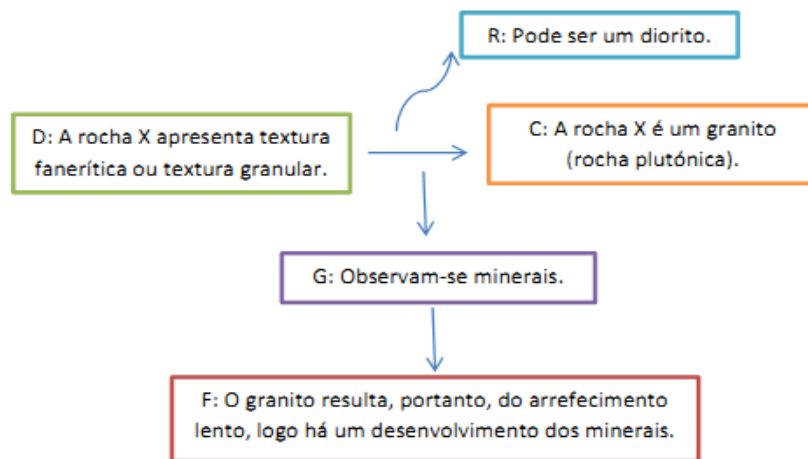 R: Pode ser um diorito.
D: A rocha X apresenta textura
fanerítica ou textura granular.
C: A rocha X é um granito
(rocha plutónica).
G: Observam-se minerais.
F: O granito resulta, portanto, do arrefecimento
lento, logo há um desenvolvimento dos minerais.